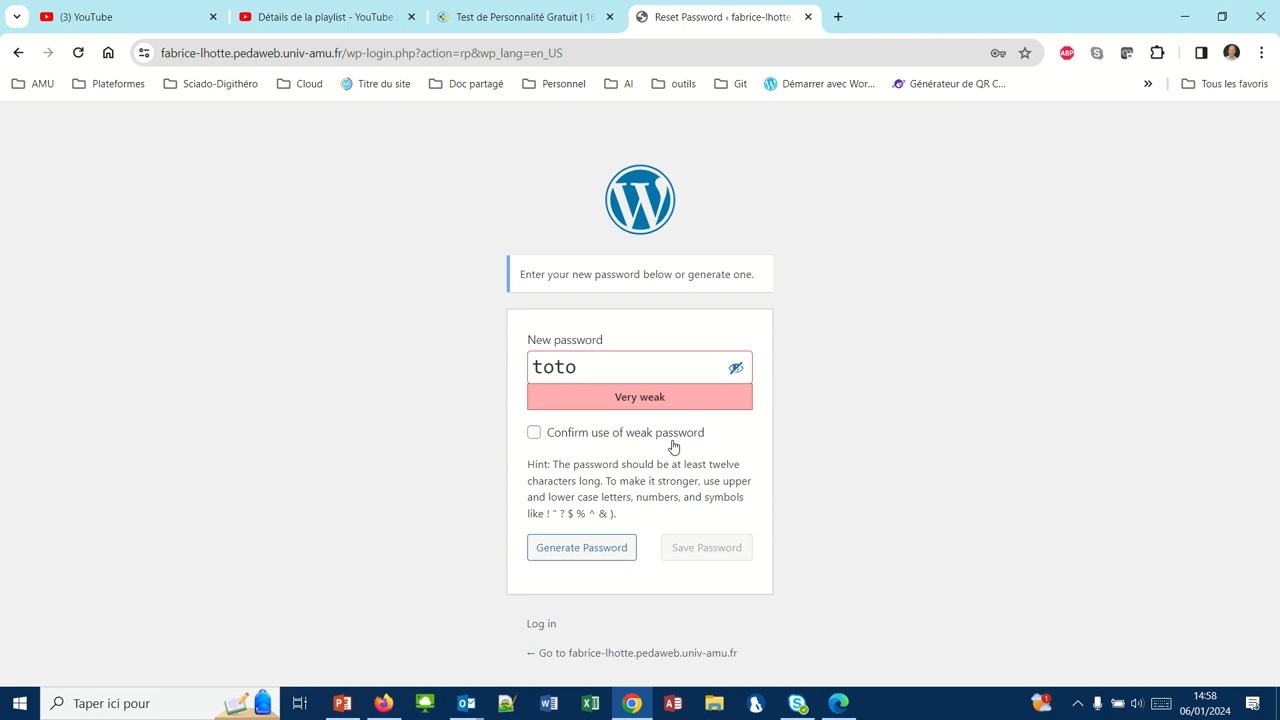 (3) YouTube
Détails de la playlist - YouTube
Test de Personnalité Gratuit | 16
Reset Password ‹ fabrice-lhotte.
fabrice-lhotte.pedaweb.univ-amu.fr/wp-login.php?action=rp&wp_lang=en_US
ABP
AMU
Plateformes
Sciado-Digithéro
Cloud
Titre du site
Doc partagé
Personnel
AI
outils
Git
Démarrer avec Wor...
Générateur de QR C...
»
Tous les favoris
Enter your new password below or generate one.
New password
toto
Very weak
Confirm use of weak password
Hint: The password should be at least twelve
characters long. To make it stronger, use upper
and lower case letters, numbers, and symbols
like ! " ? $ % ^ & ).
Generate Password
Save Password
Log in
← Go to fabrice-lhotte.pedaweb.univ-amu.fr
Taper ici pour
14:58
06/01/2024